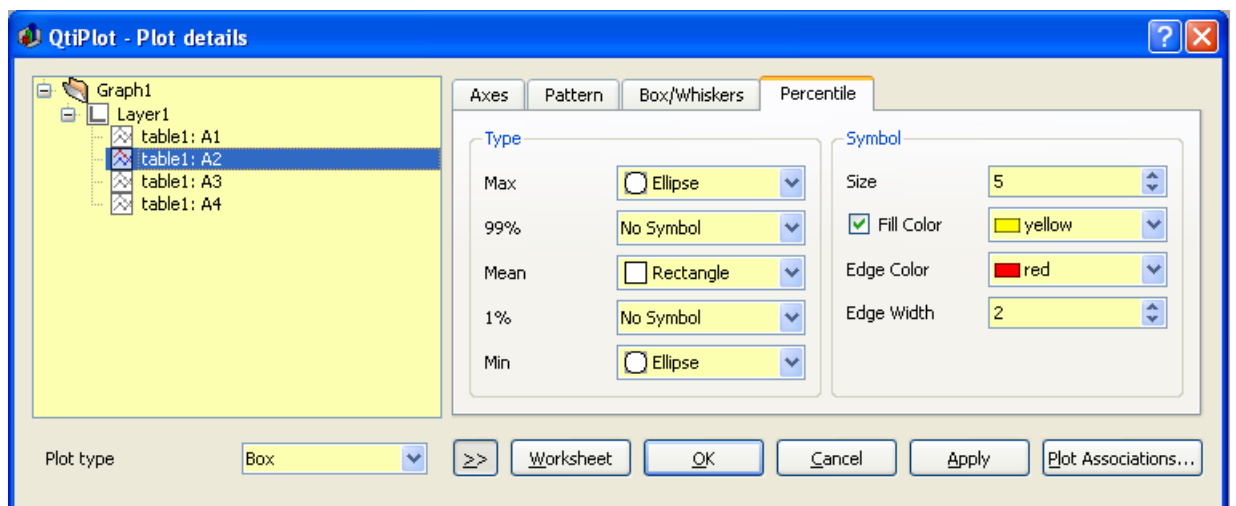 QtiPlot - Plot details
Graph1
Layer1
table1: A1
table1: A2
table1: A3
table1: A4
Axes Pattern Box/Whiskers Percentile
Type
Max Ellipse
99% No Symbol
Mean Rectangle
1% No Symbol
Min Ellipse
Symbol
Size 5
Fill Color yellow
Edge Color red
Edge Width 2
Plot type Box >> Worksheet OK Cancel Apply Plot Associations...